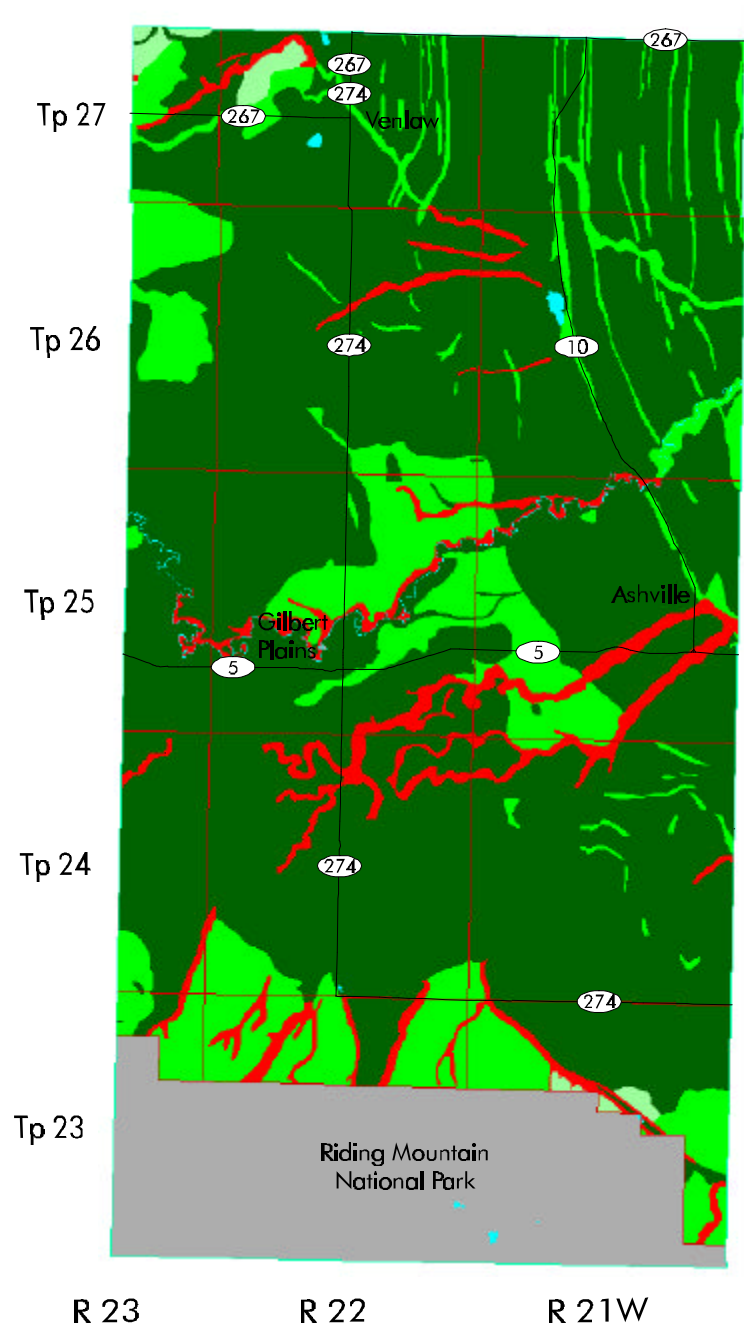 267
267
274
Tp 27
267
Venlaw
Tp 26
274
10
Tp 25
Ashville
Gilbert
Plains
5
5
Tp 24
274
274
Tp 23
Riding Mountain
National Park
R 23
R 22
R 21W